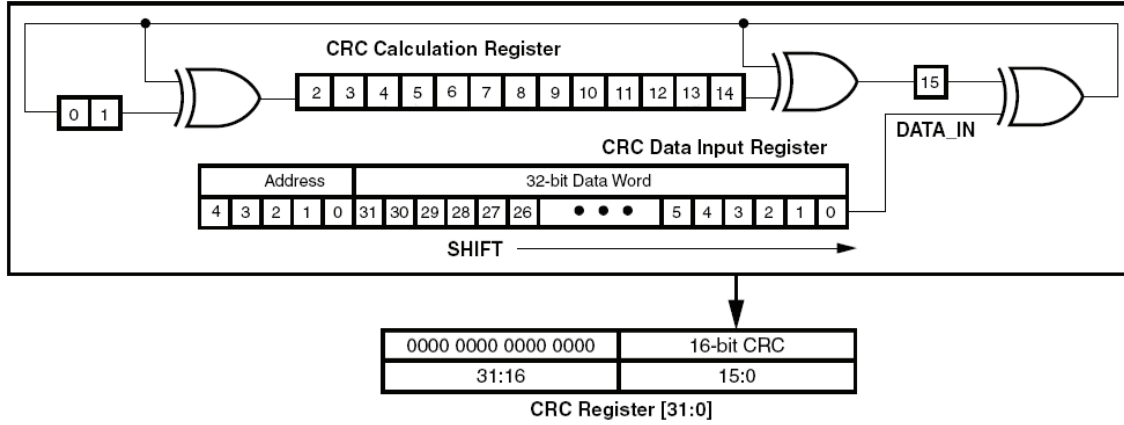 CRC Calculation Register
2 3 4 5 6 7 8 9 10 11 12 13 14
15
0 1
DATA_IN
CRC Data Input Register
Address 32-bit Data Word
4 3 2 1 0 31 30 29 28 27 26 • • • 5 4 3 2 1 0
SHIFT
0000 0000 0000 0000 16-bit CRC
31:16 15:0
CRC Register [31:0]